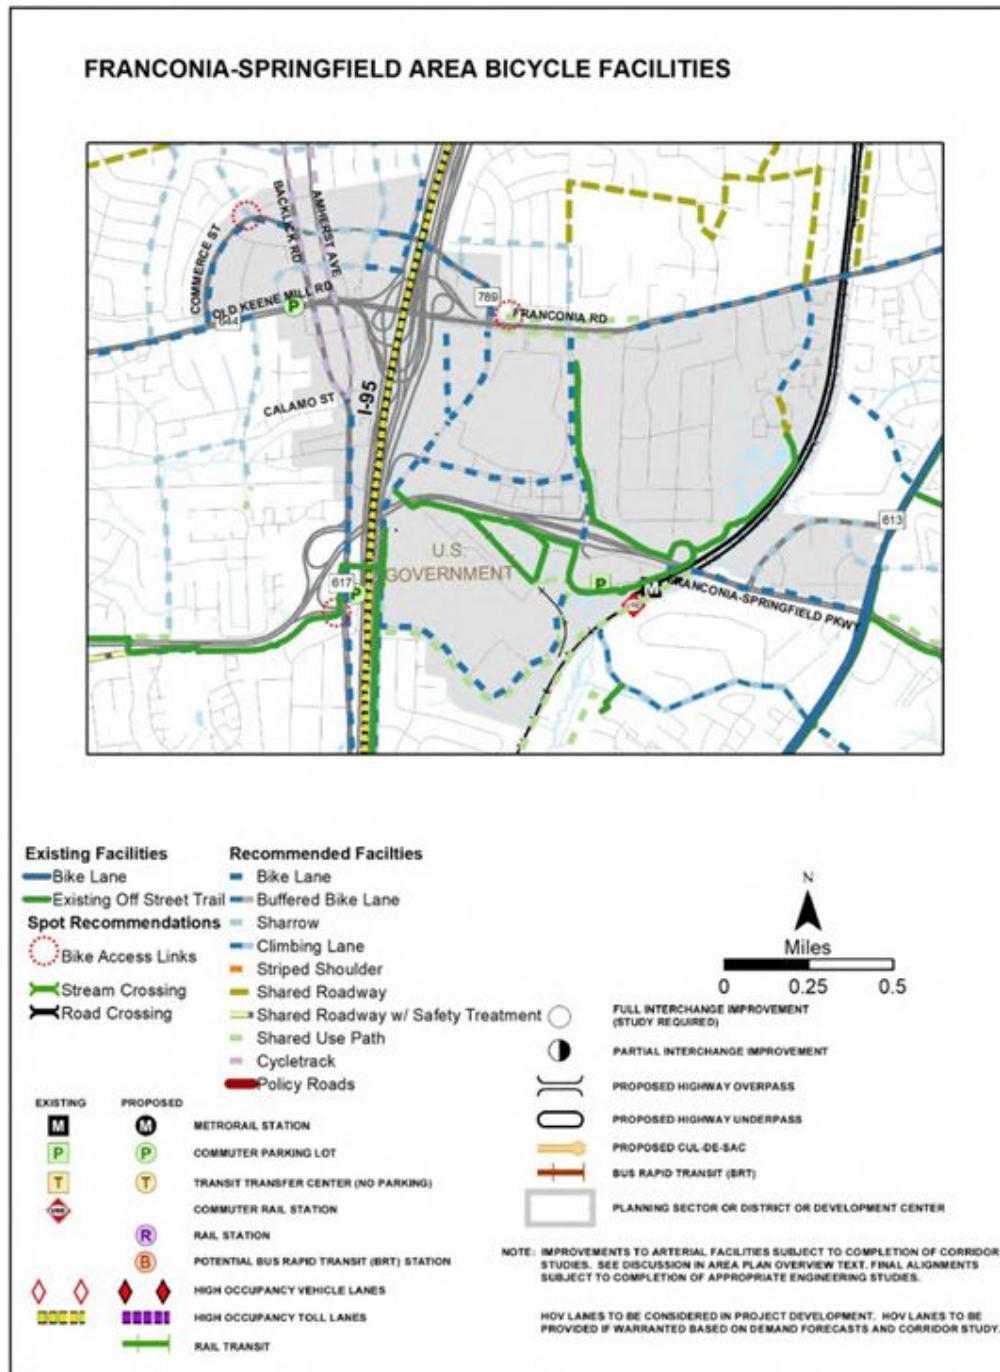 FRANCONIA-SPRINGFIELD AREA BICYCLE FACILITIES
BACKLICK RD
AMHERST AVE
COMMERCE ST
OLD KEENE MILL RD
644
789
FRANCONIA RD
P
CALAMO ST
I-95
613
U.S.
GOVERNMENT
617
P
P
M
VRE
FRANCONIA-SPRINGFIELD PKWY
Existing Facilities
Bike Lane
Existing Off Street Trail
Spot Recommendations
Bike Access Links
Stream Crossing
Road Crossing
Recommended Facilties
Bike Lane
Buffered Bike Lane
Sharrow
Climbing Lane
Striped Shoulder
Shared Roadway
Shared Roadway w/ Safety Treatment
Shared Use Path
Cycletrack
Policy Roads
N
Miles
0 0.25 0.5
EXISTING PROPOSED
M M METRORAIL STATION
P P COMMUTER PARKING LOT
T T TRANSIT TRANSFER CENTER (NO PARKING)
VRE COMMUTER RAIL STATION
R RAIL STATION
B POTENTIAL BUS RAPID TRANSIT (BRT) STATION
HIGH OCCUPANCY VEHICLE LANES
HIGH OCCUPANCY TOLL LANES
RAIL TRANSIT
FULL INTERCHANGE IMPROVEMENT
(STUDY REQUIRED)
PARTIAL INTERCHANGE IMPROVEMENT
PROPOSED HIGHWAY OVERPASS
PROPOSED HIGHWAY UNDERPASS
PROPOSED CUL-DE-SAC
BUS RAPID TRANSIT (BRT)
PLANNING SECTOR OR DISTRICT OR DEVELOPMENT CENTER
NOTE: IMPROVEMENTS TO ARTERIAL FACILITIES SUBJECT TO COMPLETION OF CORRIDOR
STUDIES. SEE DISCUSSION IN AREA PLAN OVERVIEW TEXT. FINAL ALIGNMENTS
SUBJECT TO COMPLETION OF APPROPRIATE ENGINEERING STUDIES.
HOV LANES TO BE CONSIDERED IN PROJECT DEVELOPMENT. HOV LANES TO BE
PROVIDED IF WARRANTED BASED ON DEMAND FORECASTS AND CORRIDOR STUDY.